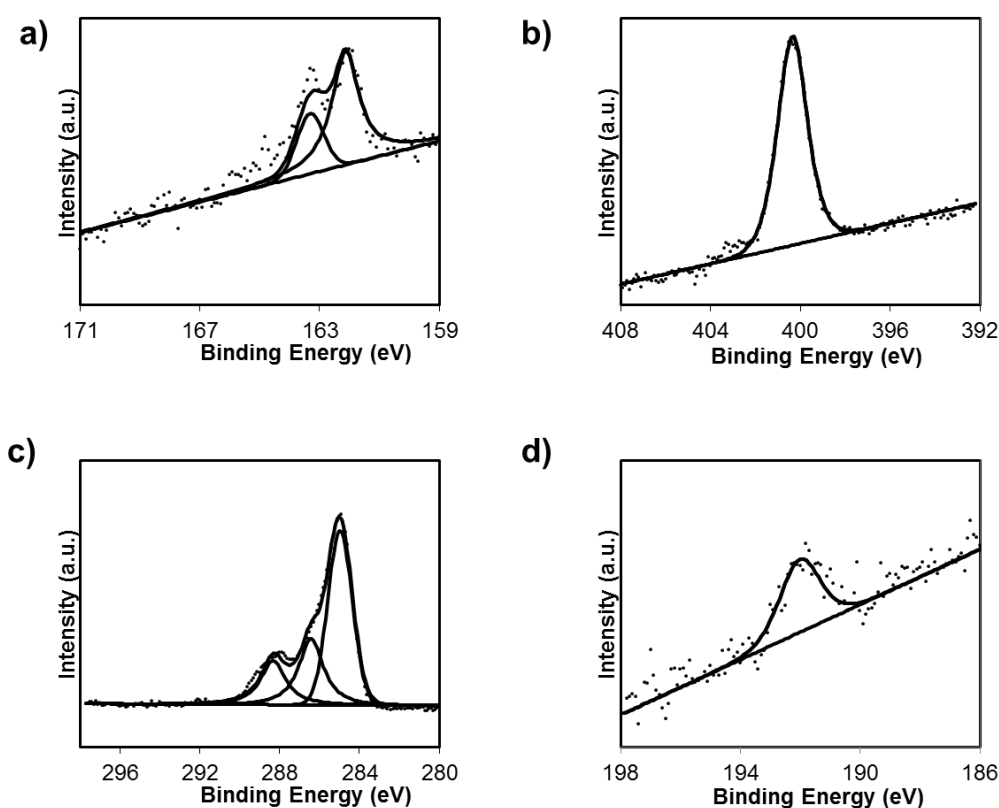 a)
Intensity (a.u.)
171 167 163 159
Binding Energy (eV)
b)
Intensity (a.u.)
408 404 400 396 392
Binding Energy (eV)
c)
Intensity (a.u.)
296 292 288 284 280
Binding Energy (eV)
d)
Intensity (a.u.)
198 194 190 186
Binding Energy (eV)